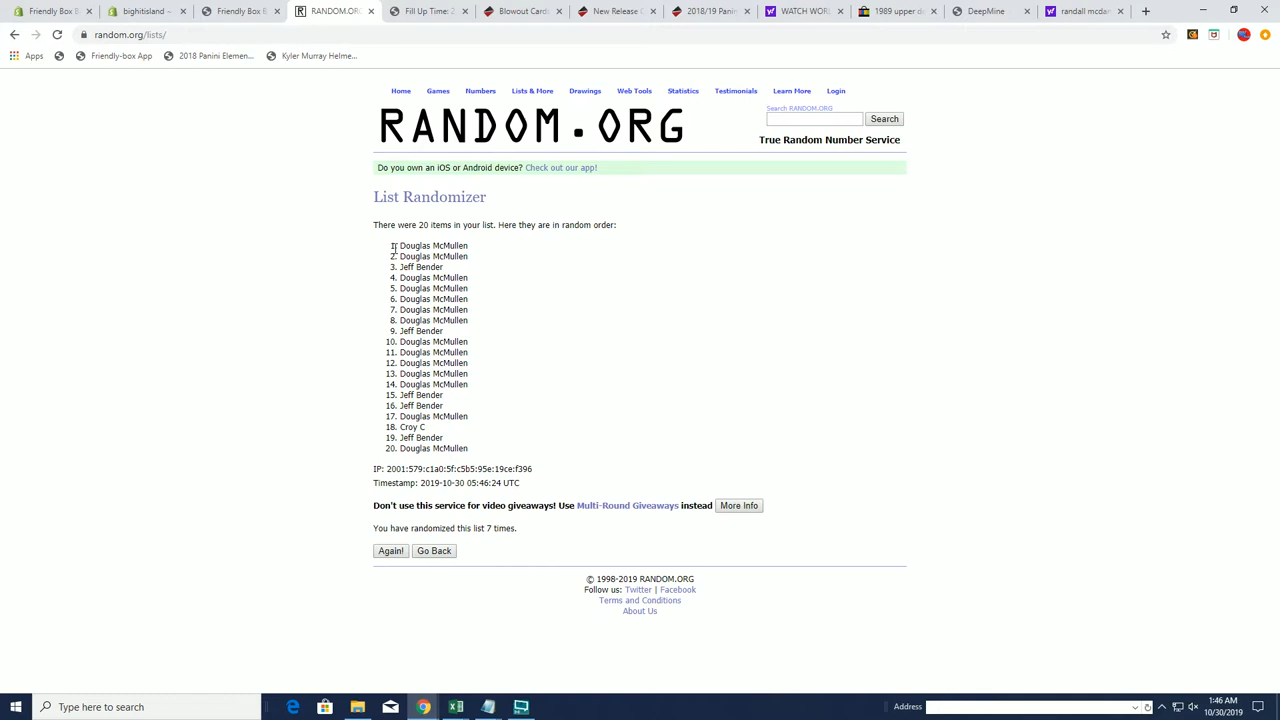 Friendly Box B
bighitisland –
Friendly Box B
RANDOM.ORG
Fill Up Time: 2
Blowout Cards
New Release C
2018/19 Panin
WATCH WORL
1989 upper de
DeepMine
randall mcdan
random.org/lists/
Apps
Friendly-box App
2018 Panini Elemen...
Kyler Murray Helme...
Home Games Numbers Lists & More Drawings Web Tools Statistics Testimonials Learn More Login
RANDOM.ORG
Search RANDOM.ORG
Search
True Random Number Service
Do you own an iOS or Android device? Check out our app!
List Randomizer
There were 20 items in your list. Here they are in random order:
1. Douglas McMullen
2. Douglas McMullen
3. Jeff Bender
4. Douglas McMullen
5. Douglas McMullen
6. Douglas McMullen
7. Douglas McMullen
8. Douglas McMullen
9. Jeff Bender
10. Douglas McMullen
11. Douglas McMullen
12. Douglas McMullen
13. Douglas McMullen
14. Douglas McMullen
15. Jeff Bender
16. Jeff Bender
17. Douglas McMullen
18. Croy C
19. Jeff Bender
20. Douglas McMullen
IP: 2001:579:c1a0:5f:c5b5:95e:19ce:f396
Timestamp: 2019-10-30 05:46:24 UTC
Don't use this service for video giveaways! Use Multi-Round Giveaways instead More Info
You have randomized this list 7 times.
Again! Go Back
© 1998-2019 RANDOM.ORG
Follow us: Twitter | Facebook
Terms and Conditions
About Us
Type here to search
Address
1:46 AM
10/30/2019